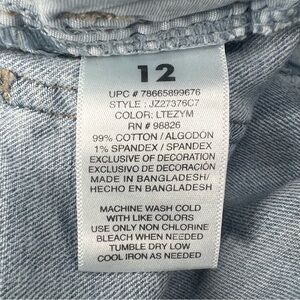 12
UPC # 78665899676
STYLE : JZ27376C7
COLOR: LTEZYM
RN # 98826
99% COTTON / ALGODON
1% SPANDEX / SPANDEX
EXCLUSIVE OF DECORATION
EXCLUSIVO DE DECORACIÓN
MADE IN BANGLADESH/
HECHO EN BANGLADESH
MACHINE WASH COLD
WITH LIKE COLORS
USE ONLY NON CHLORINE
BLEACH WHEN NEEDED
TUMBLE DRY LOW
COOL IRON AS NEEDED